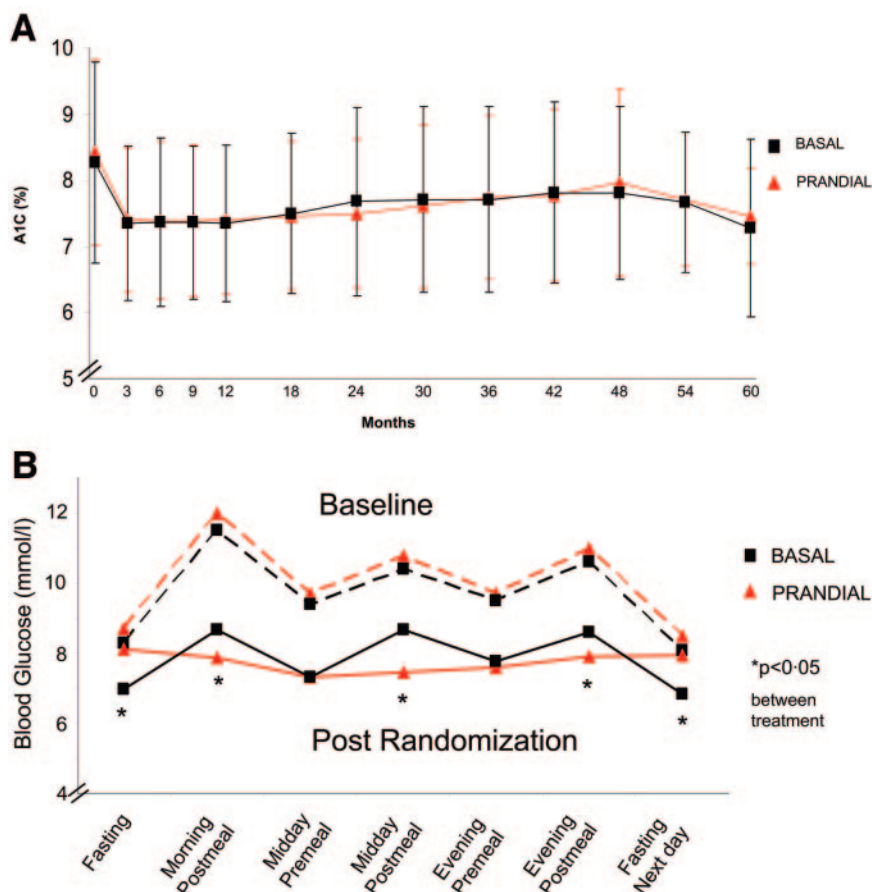 A
10
9
8
7
6
5
A1C (%)
0 3 6 9 12 18 24 30 36 42 48 54 60
Months
BASAL
PRANDIAL
B
12
10
8
6
4
Blood Glucose (mmol/l)
Baseline
Post Randomization
* * * * *
Fasting
Morning
Postmeal
Midday
Premeal
Midday
Postmeal
Evening
Premeal
Evening
Postmeal
Fasting
Next day
BASAL
PRANDIAL
*p<0·05
between
treatment